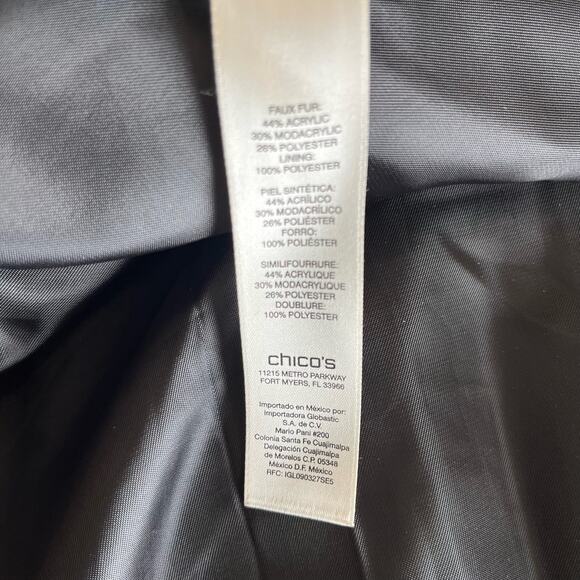 FAUX FUR:
44% ACRYLIC
30% MODACRYLIC
26% POLYESTER
LINING:
100% POLYESTER
PIEL SINTÉTICA:
44% ACRÍLICO
30% MODACRÍLICO
26% POLIÉSTER
FORRO:
100% POLIÉSTER
SIMILIFOURRURE:
44% ACRYLIQUE
30% MODACRYLIQUE
26% POLYESTER
DOUBLURE:
100% POLYESTER
chico's
11215 METRO PARKWAY
FORT MYERS, FL 33966
Importado en México por:
Importadora Globastic
S.A. de C.V.
Mario Pani #200
Colonia Santa Fe Cuajimalpa
Delegación Cuajimalpa
de Morelos C.P. 05348
México D.F. México
RFC: IGL090327SE5